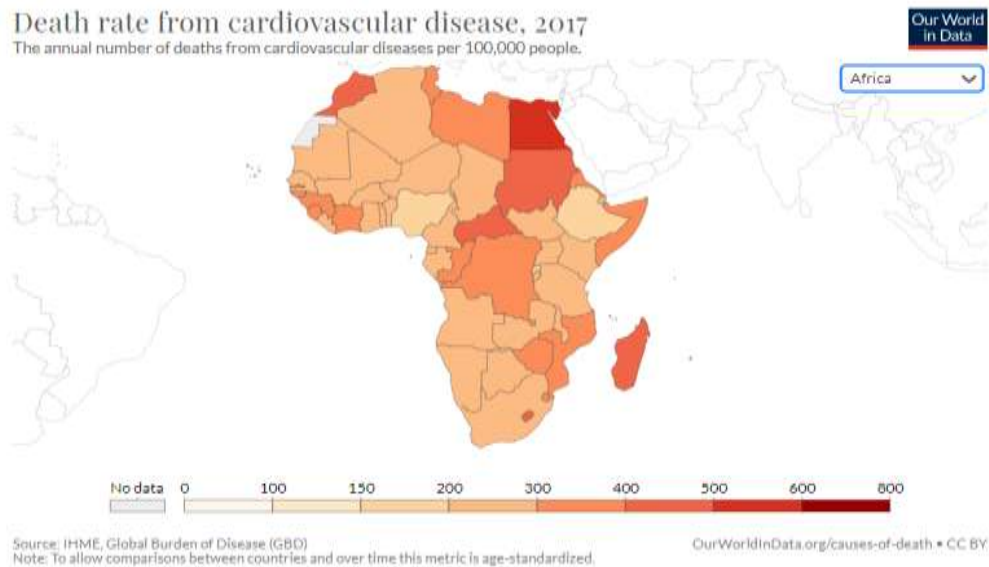 Death rate from cardiovascular disease, 2017
The annual number of deaths from cardiovascular diseases per 100,000 people.
Our World
in Data
Africa
No data 0 100 150 200 300 400 500 600 800
Source: IHME, Global Burden of Disease (GBD)
OurWorldInData.org/causes-of-death • CC BY
Note: To allow comparisons between countries and over time this metric is age-standardized.